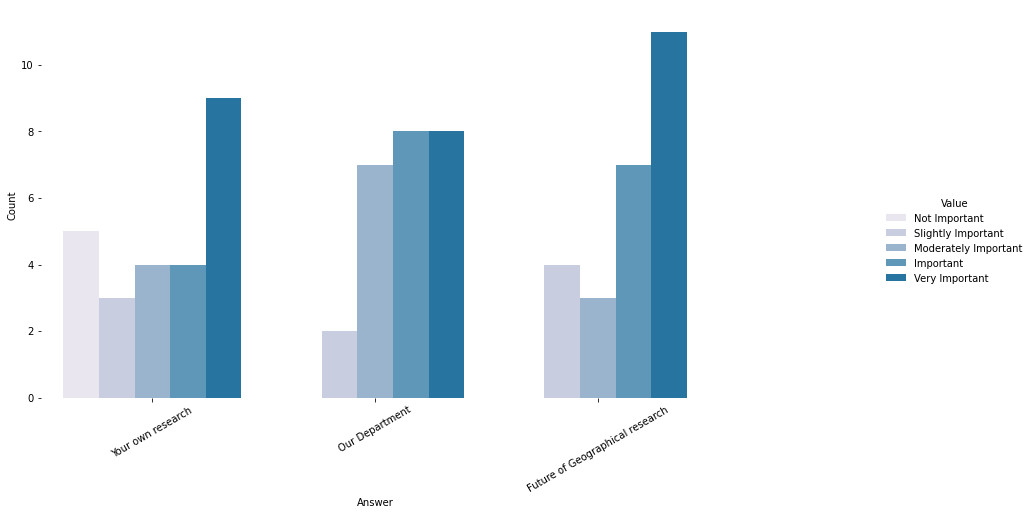 10
8
6
4
2
0
Count
Your own research
Our Department
Future of Geographical research
Answer
Value
Not Important
Slightly Important
Moderately Important
Important
Very Important